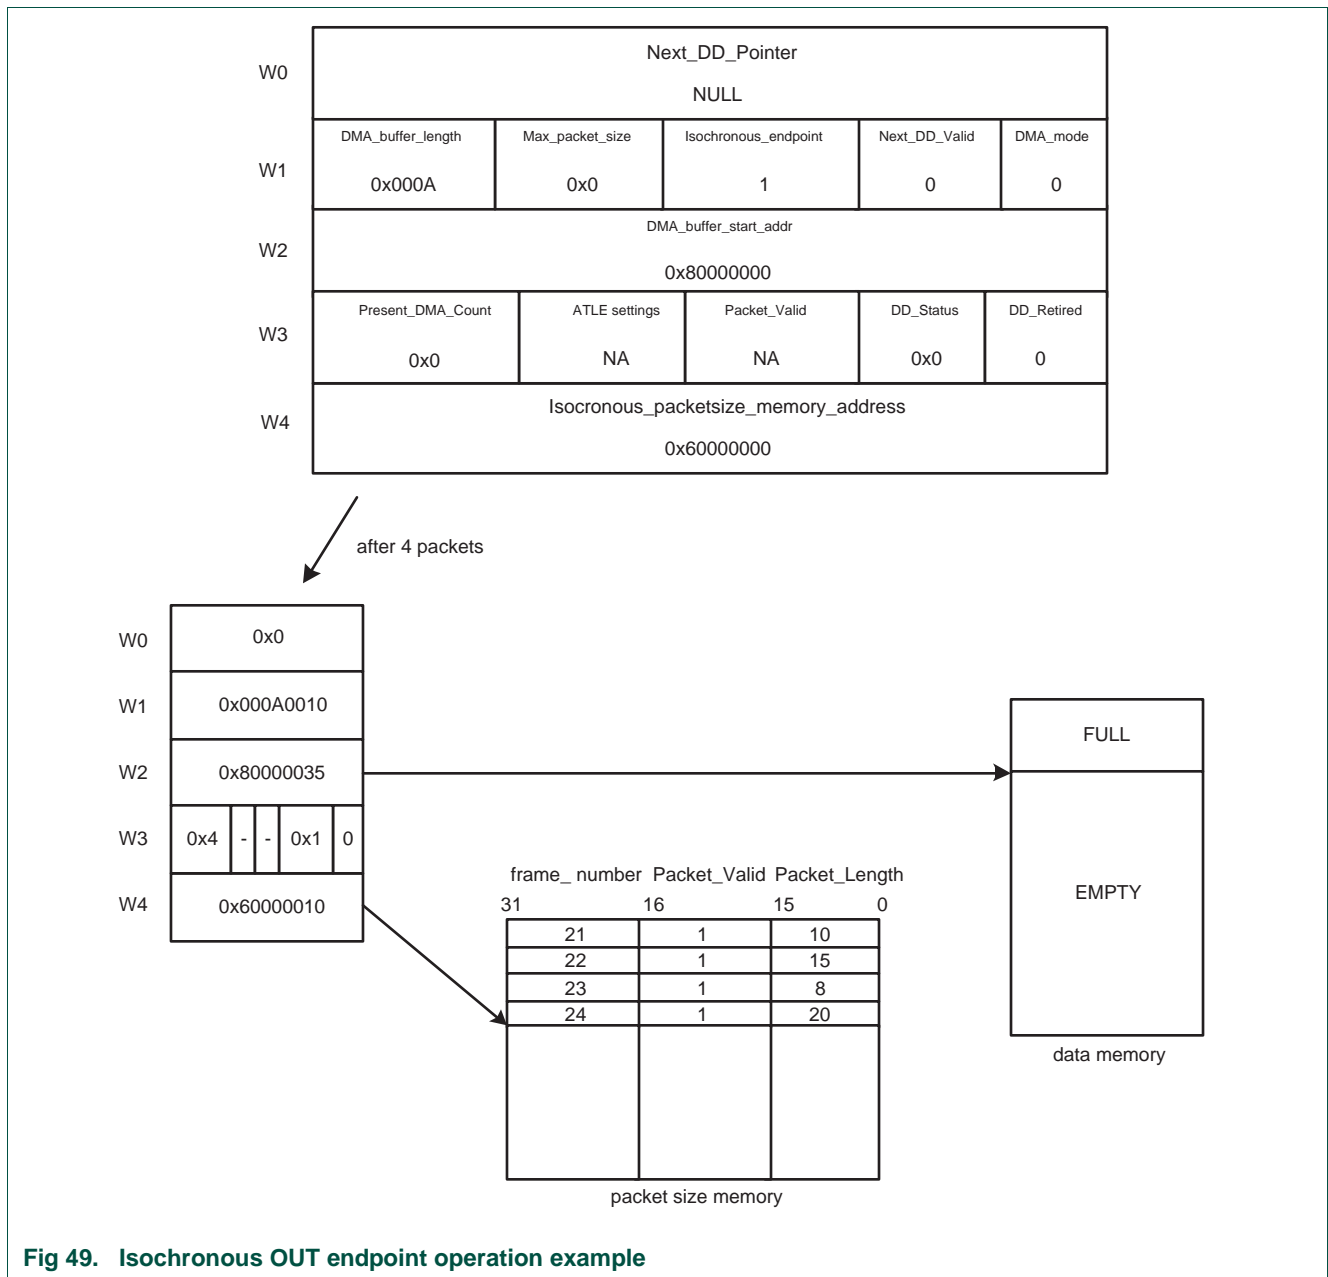 Next_DD_Pointer
W0
NULL
DMA_buffer_length Max_packet_size Isochronous_endpoint Next_DD_Valid DMA_mode
W1
0x000A 0x0 1 0 0
DMA_buffer_start_addr
W2
0x80000000
Present_DMA_Count ATLE settings Packet_Valid DD_Status DD_Retired
W3
0x0 NA NA 0x0 0
Isocronous_packetsize_memory_address
W4
0x60000000
after 4 packets
W0 0x0
W1 0x000A0010
FULL
W2 0x80000035
W3 0x4 - - 0x1 0
W4 0x60000010
EMPTY
frame_ number Packet_Valid Packet_Length
31 16 15 0
21 1 10
22 1 15
23 1 8
24 1 20
data memory
packet size memory
Fig 49. Isochronous OUT endpoint operation example